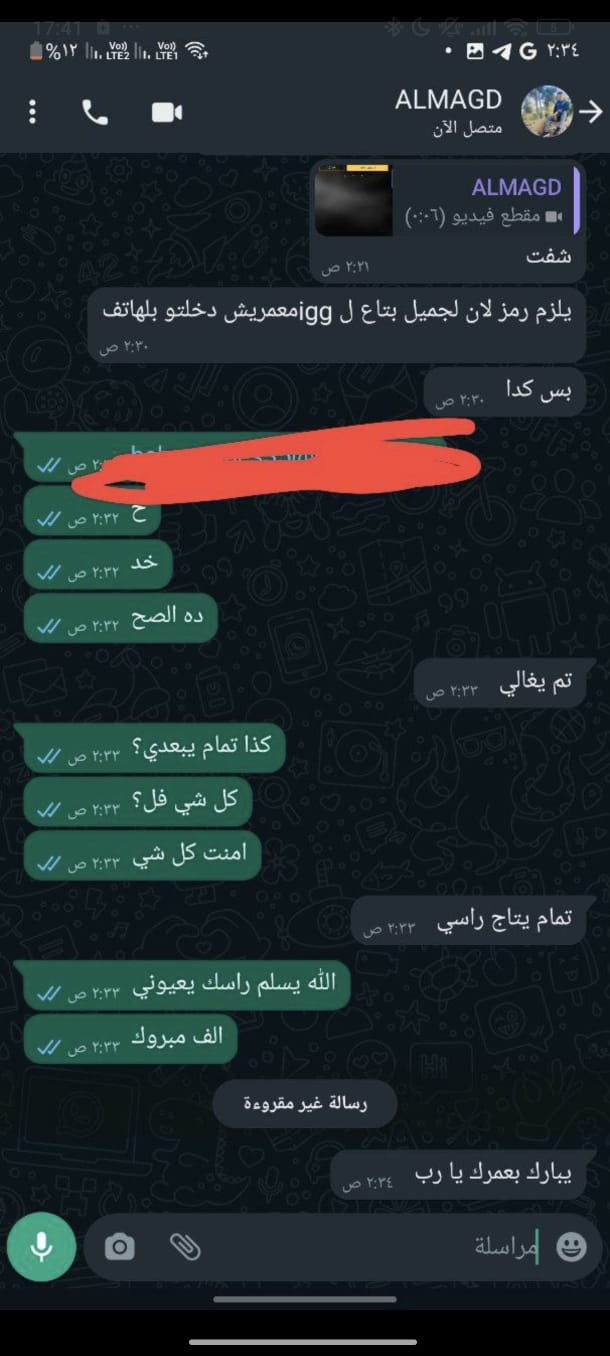 17:41
٢:٣٤
%١٢
Vo)) LTE2
Vo)) LTE1
ALMAGD
متصل الآن
ALMAGD
مقطع فيديو (٠:٠٦)
شفت
٢:٢١ ص
يلزم رمز لان لجميل بتاع ل iggمعمريش دخلتو بلهاتف
٢:٣٠ ص
بس كدا
٢:٣٠ ص
ح
٢:٣٢ ص
خد
٢:٣٢ ص
ده الصح
٢:٣٢ ص
تم يغالي
٢:٣٣ ص
كذا تمام يبعدي؟
٢:٣٣ ص
كل شي فل؟
٢:٣٣ ص
امنت كل شي
٢:٣٣ ص
تمام يتاج راسي
٢:٣٣ ص
الله يسلم راسك يعيوني
٢:٣٣ ص
الف مبروك
٢:٣٣ ص
رسالة غير مقروءة
يبارك بعمرك يا رب
٢:٣٤ ص
مراسلة